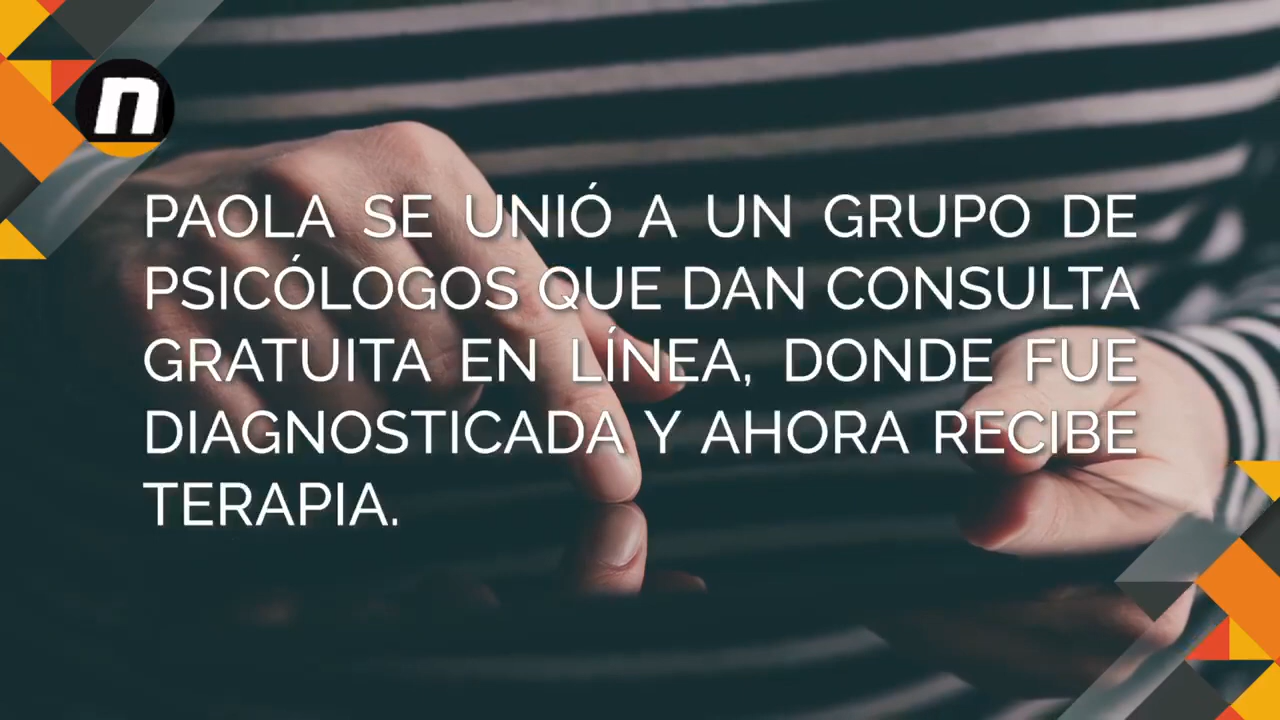 n
PAOLA SE UNIÓ A UN GRUPO DE
PSICÓLOGOS QUE DAN CONSULTA
GRATUITA EN LÍNEA, DONDE FUE
DIAGNOSTICADA Y AHORA RECIBE
TERAPIA.